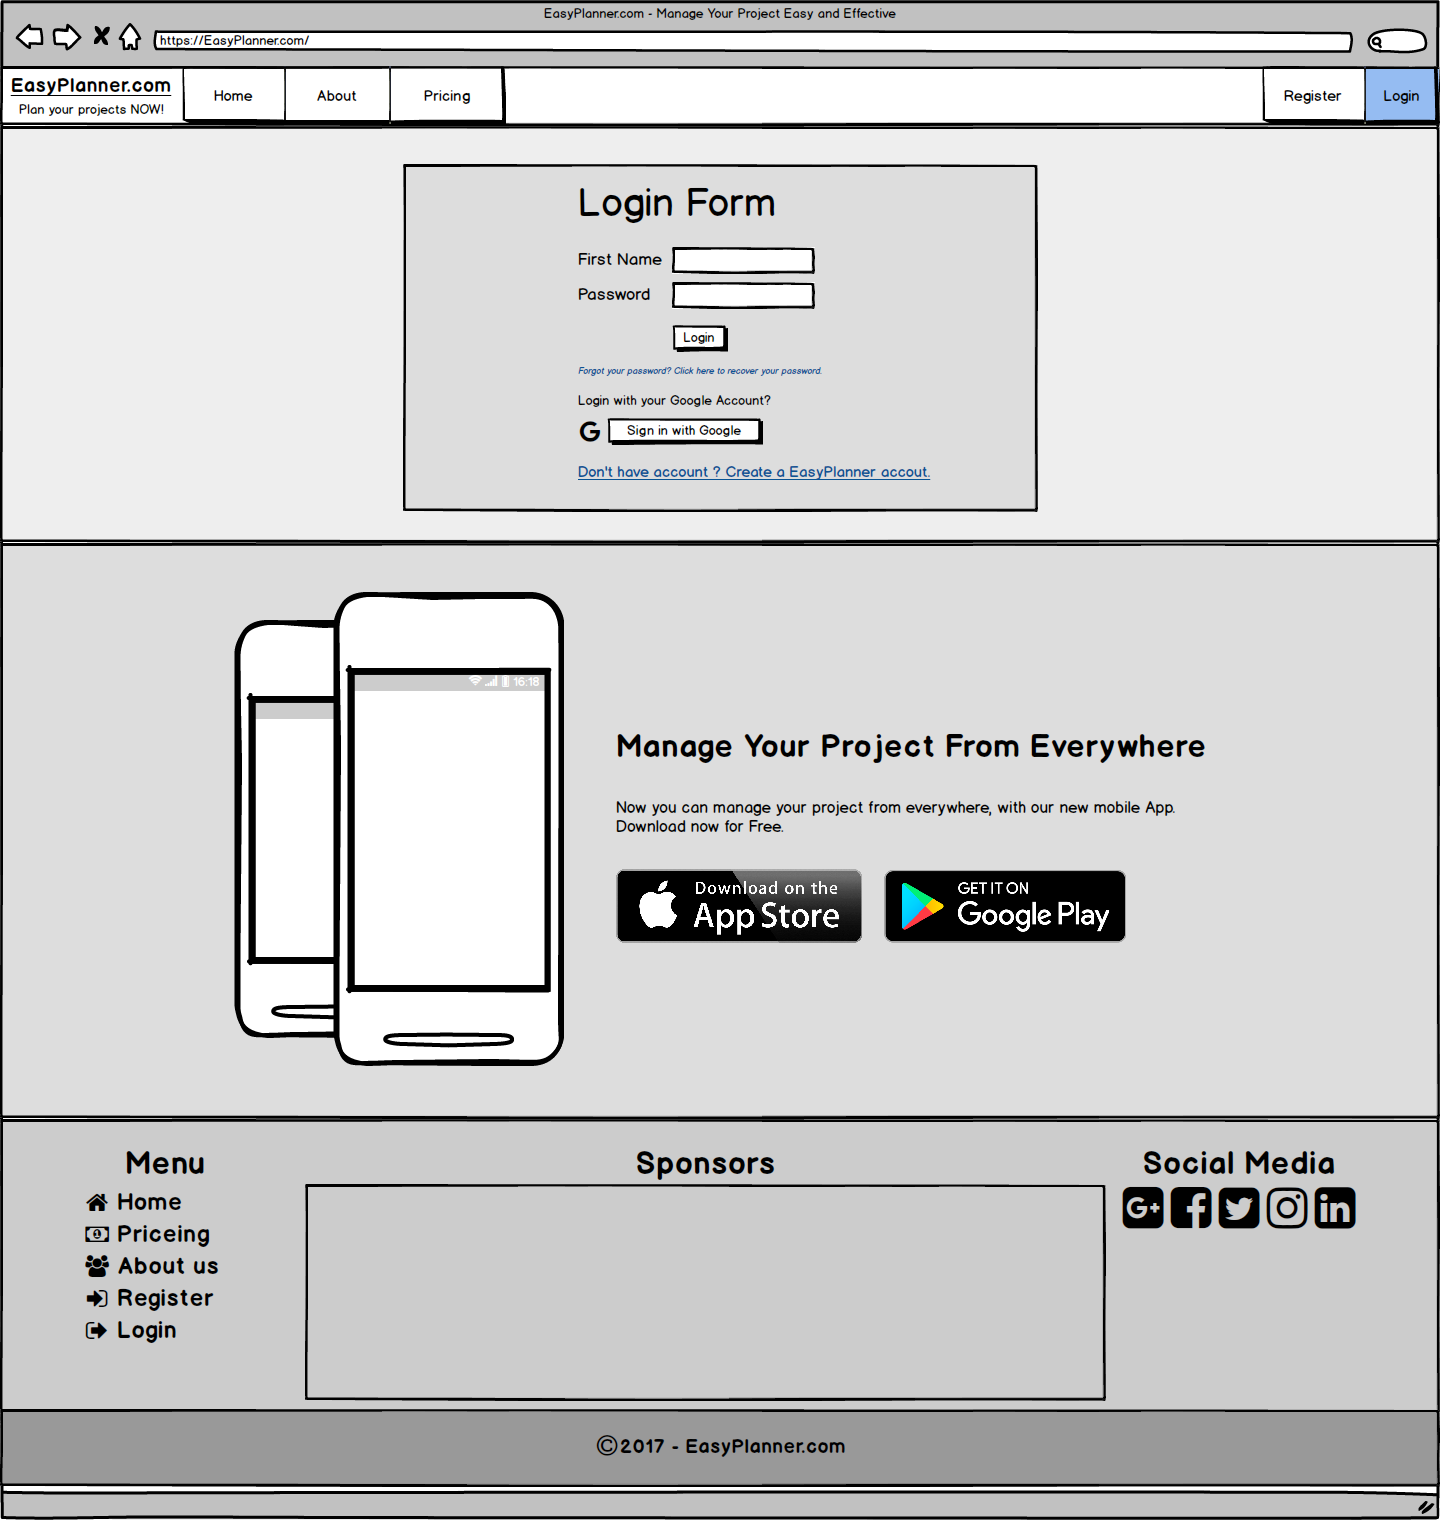 EasyPlanner.com - Manage Your Project Easy and Effective
https://EasyPlanner.com/
EasyPlanner.com
Plan your projects NOW!
Home
About
Pricing
Register
Login
Login Form
First Name
Password
Login
Forgot your password? Click here to recover your password.
Login with your Google Account?
G
Sign in with Google
Don't have account ? Create a EasyPlanner accout.
16:18
Manage Your Project From Everywhere
Now you can manage your project from everywhere, with our new mobile App.
Download now for Free.
Download on the
App Store
GET IT ON
Google Play
Menu
Home
Priceing
About us
Register
Login
Sponsors
Social Media
G+
f
in
©2017 - EasyPlanner.com